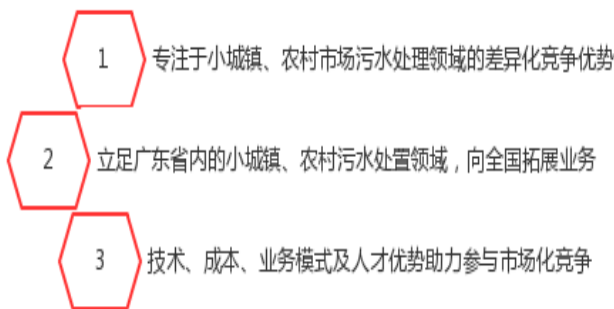 1 专注于小城镇、农村市场污水处理领域的差异化竞争优势
2 立足广东省内的小城镇、农村污水处置领域，向全国拓展业务
3 技术、成本、业务模式及人才优势助力参与市场化竞争